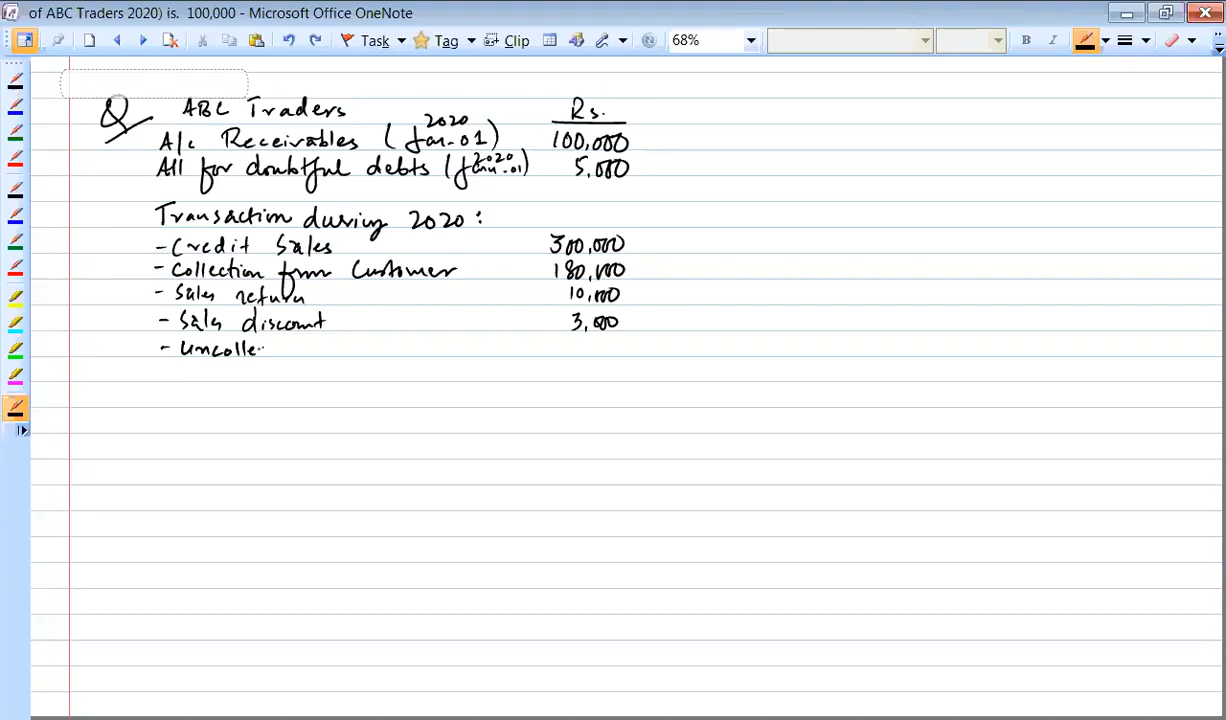 of ABC Traders 2020) is. 100,000 - Microsoft Office OneNote
Task Tag Clip 68% B I
Q ABC Traders Rs.
A/c Receivables (Jan-01) 2020 100,000
All for doubtful debts (Jan-01) 2020 5,000
Transaction during 2020:
- Credit Sales 300,000
- Collection from Customer 180,000
- Sales return 10,000
- Sales discount 3,000
- Uncolle